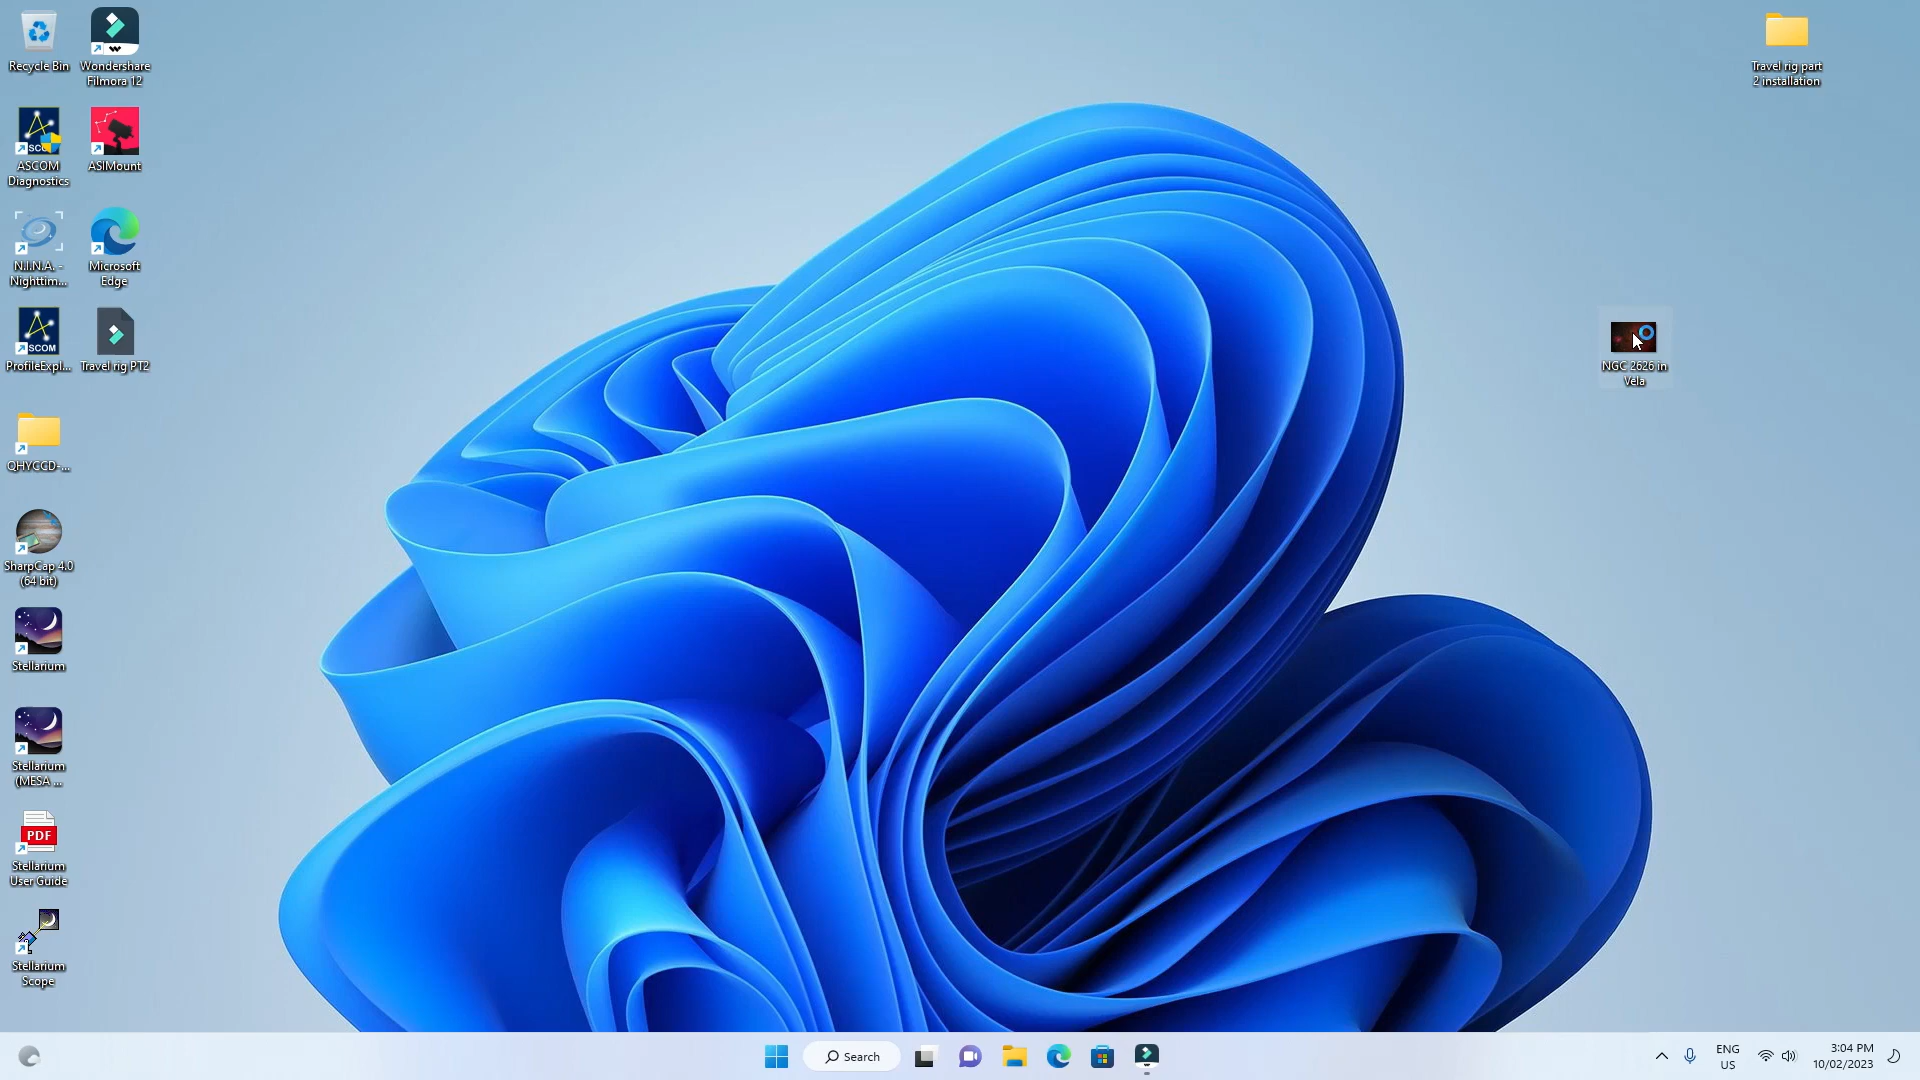 Recycle Bin
Wondershare
Filmora 12
Travel rig part
2 installation
ASCOM
Diagnostics
ASIMount
N.I.N.A. -
Nighttim...
Microsoft
Edge
SCOM
ProfileExpl...
Travel rig PT2
NGC 2626 in
Vela
QHYCCD-...
SharpCap 4.0
(64 bit)
Stellarium
Stellarium
(MESA ...
PDF
Stellarium
User Guide
Stellarium
Scope
Search
ENG
US
3:04 PM
10/02/2023